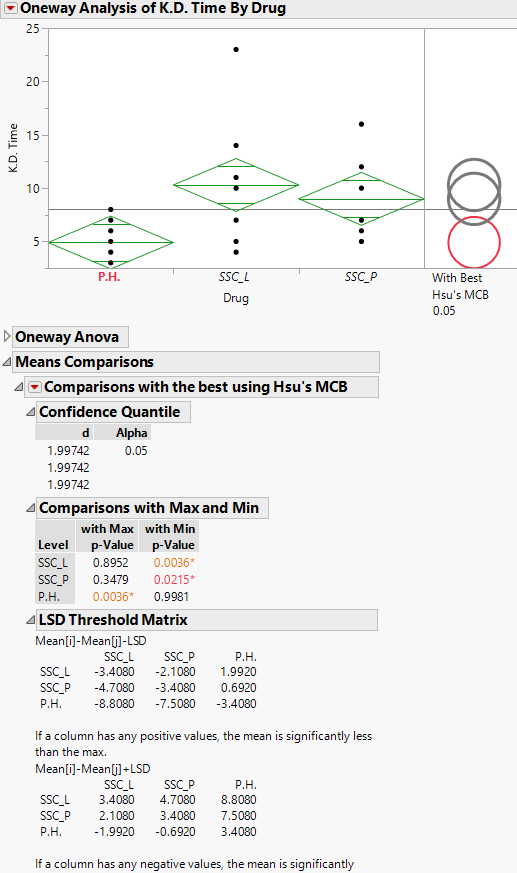 Oneway Analysis of K.D. Time By Drug
25
20
15
10
5
K.D. Time
P.H. SSC_L SSC_P
Drug
With Best
Hsu's MCB
0.05
Oneway Anova
Means Comparisons
Comparisons with the best using Hsu's MCB
Confidence Quantile
d Alpha
1.99742 0.05
1.99742
1.99742
Comparisons with Max and Min
with Max with Min
Level p-Value p-Value
SSC_L 0.8952 0.0036*
SSC_P 0.3479 0.0215*
P.H. 0.0036* 0.9981
LSD Threshold Matrix
Mean[i]-Mean[j]-LSD
SSC_L SSC_P P.H.
SSC_L -3.4080 -2.1080 1.9920
SSC_P -4.7080 -3.4080 0.6920
P.H. -8.8080 -7.5080 -3.4080
If a column has any positive values, the mean is significantly less
than the max.
Mean[i]-Mean[j]+LSD
SSC_L SSC_P P.H.
SSC_L 3.4080 4.7080 8.8080
SSC_P 2.1080 3.4080 7.5080
P.H. -1.9920 -0.6920 3.4080
If a column has any negative values, the mean is significantly